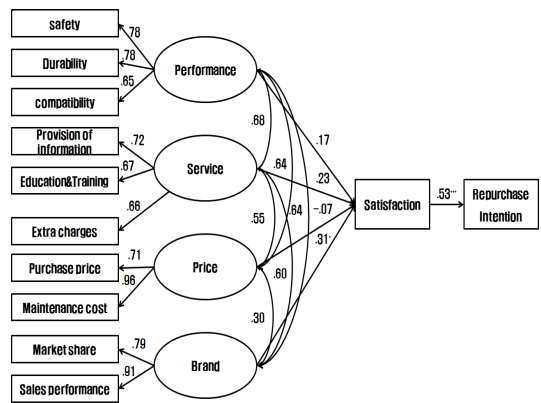 safety
.78
Durability
.78
Performance
.65
compatibility
.68
.17
Provision of
information
.72
Service
.64
.23
Education&Training
.67
Satisfaction
.53***
Repurchase
Intention
.66
.55
.64
-.07
Extra charges
.31*
.71
Purchase price
Price
.60
.96
Maintenance cost
.30
.79
Market share
Brand
.91
Sales performance